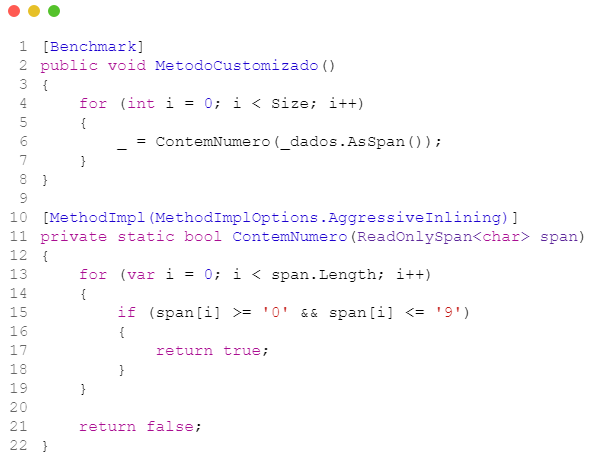 1 [Benchmark]
2 public void MetodoCustomizado()
3 {
4     for (int i = 0; i < Size; i++)
5     {
6         _ = ContemNumero(_dados.AsSpan());
7     }
8 }
9
10 [MethodImpl(MethodImplOptions.AggressiveInlining)]
11 private static bool ContemNumero(ReadOnlySpan<char> span)
12 {
13     for (var i = 0; i < span.Length; i++)
14     {
15         if (span[i] >= '0' && span[i] <= '9')
16         {
17             return true;
18         }
19     }
20
21     return false;
22 }